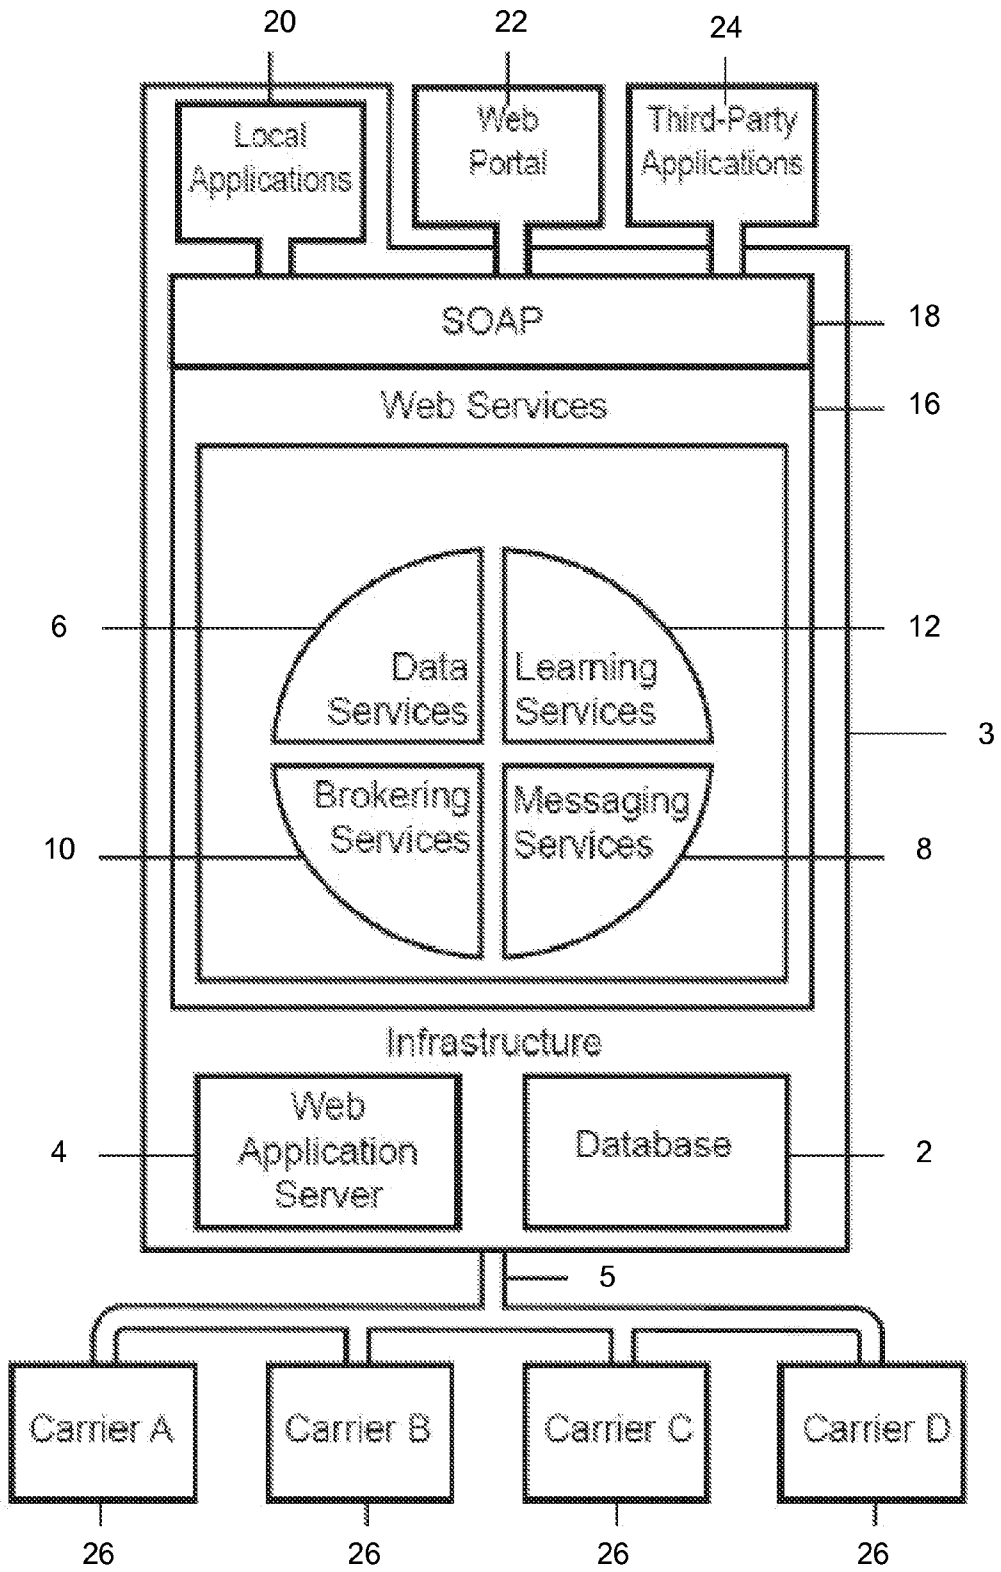 20
22
24
Local
Applications
Web
Portal
Third-Party
Applications
SOAP
18
Web Services
16
6
12
Data
Services
Learning
Services
3
Brokering
Services
Messaging
Services
10
8
Infrastructure
Web
Application
Server
Database
4
2
5
Carrier A
Carrier B
Carrier C
Carrier D
26
26
26
26